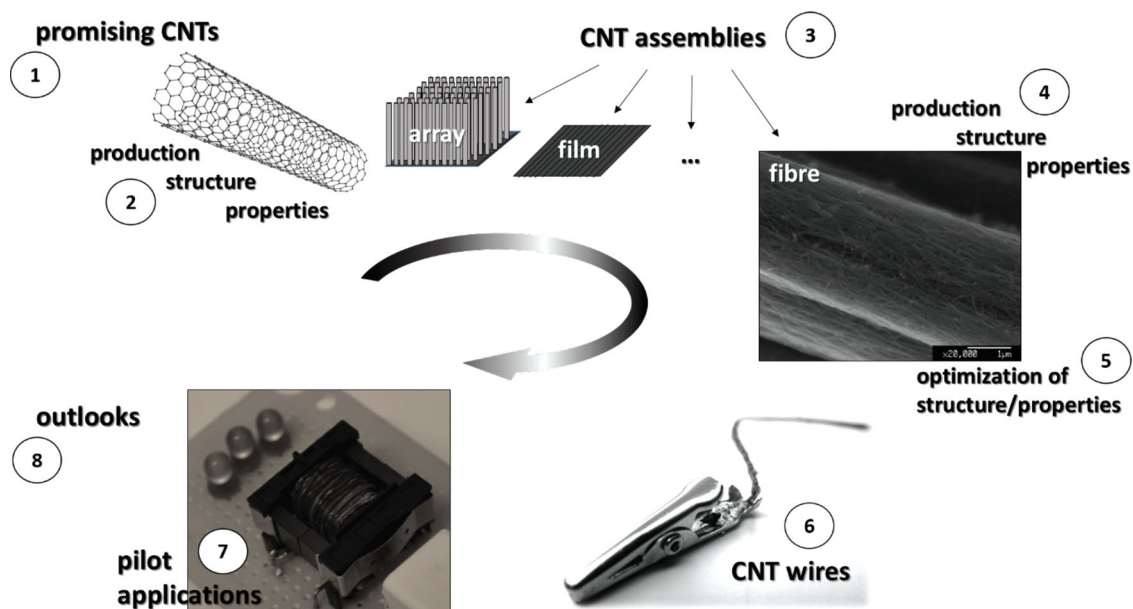 promising CNTs
1
production
structure
properties
2
CNT assemblies
3
array
film
...
fibre
×20,000 1µm
production
structure
properties
4
optimization of
structure/properties
5
CNT wires
6
pilot
applications
7
outlooks
8